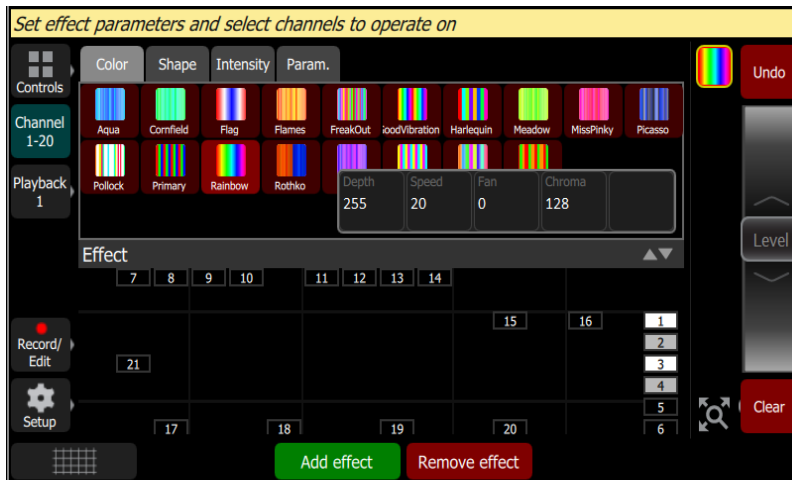 Set effect parameters and select channels to operate on
Controls
Channel
1-20
Playback
1
Record/
Edit
Setup
Color Shape Intensity Param.
Aqua Cornfield Flag Flames FreakOut ioodVibration Harlequin Meadow MissPinky Picasso
Pollock Primary Rainbow Rothko
Depth Speed Fan Chroma
255 20 0 128
Effect
7 8 9 10 11 12 13 14
15 16 1
2
21 3
4
5
17 18 19 20 6
Add effect Remove effect
Undo
Level
Clear